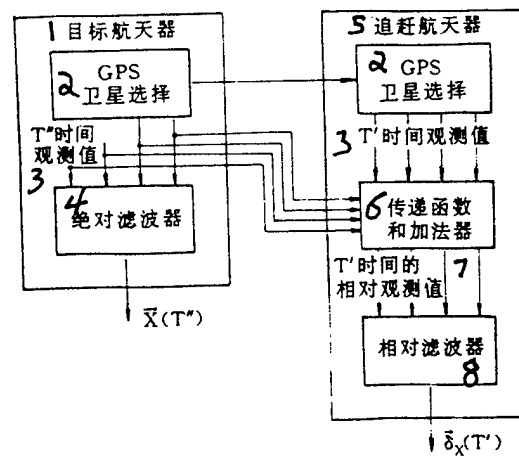 1 目标航天器
2 GPS
卫星选择
T"时间
观测值
3
4 绝对滤波器
X̄(T")
5 追赶航天器
2 GPS
卫星选择
3 T'时间观测值
6 传递函数
和加法器
T'时间的
相对观测值
7
相对滤波器
8
δ̄x(T')